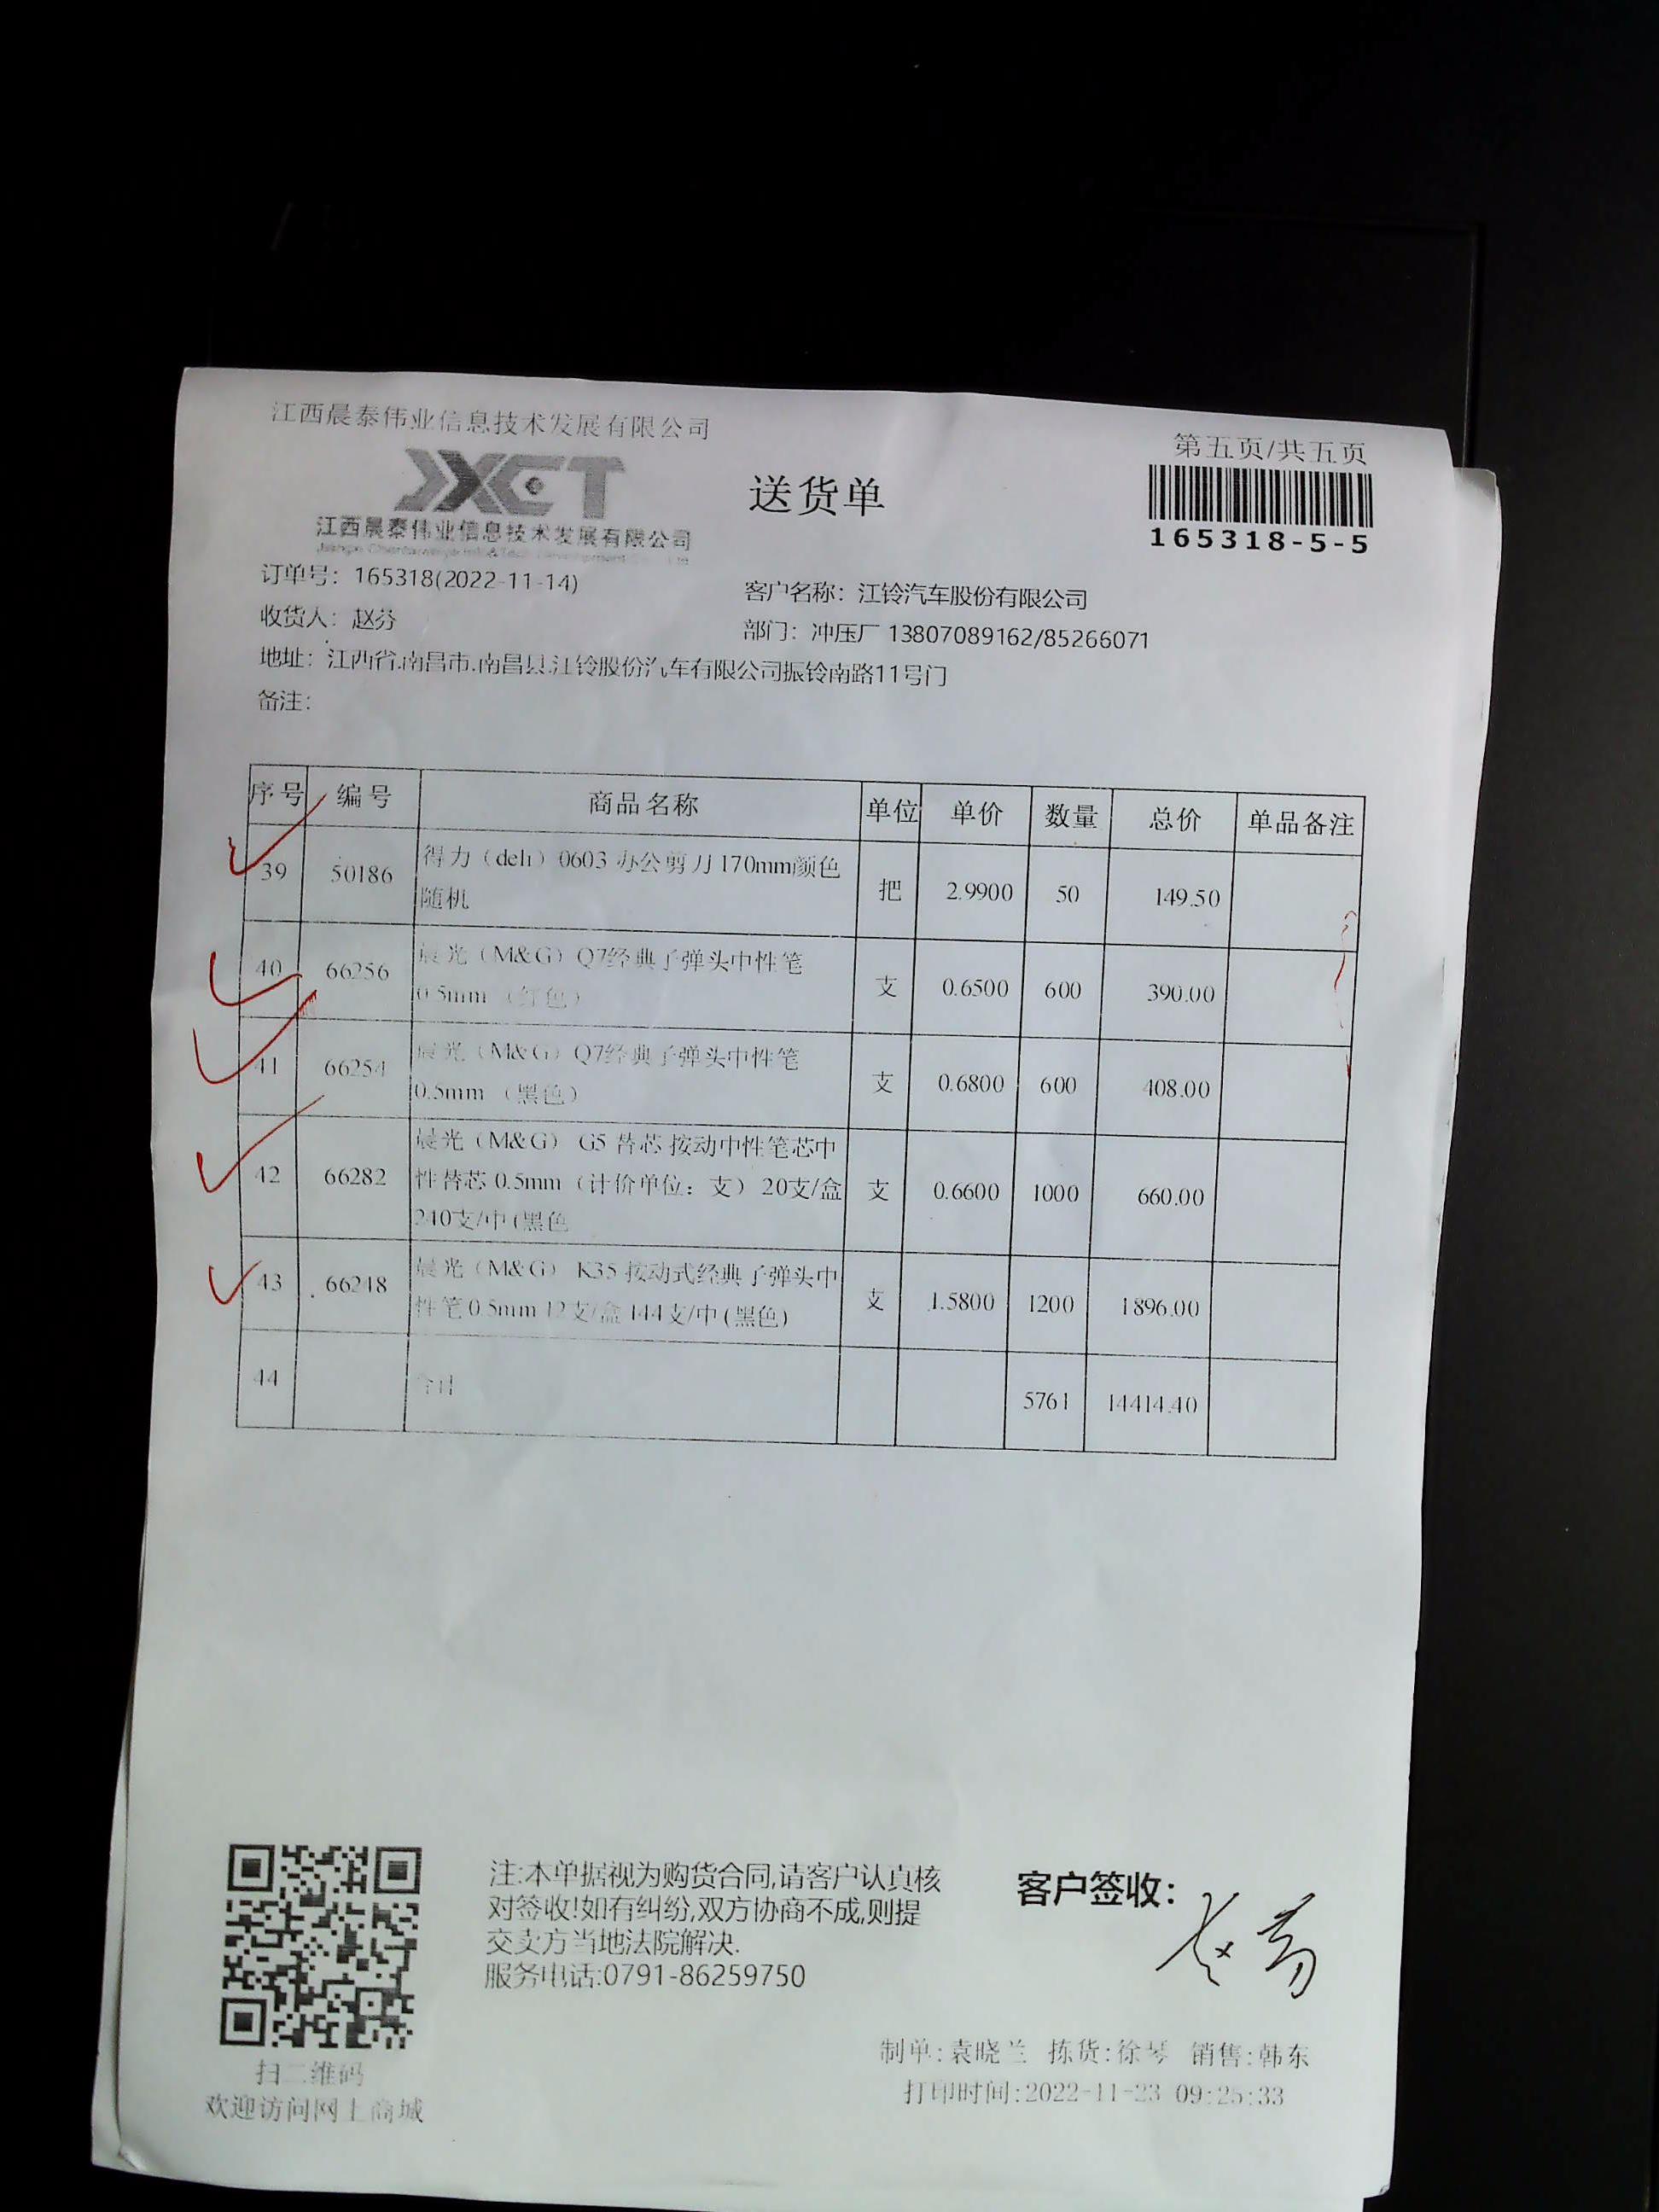 江西晨泰伟业信息技术发展有限公司
第五页/共五页
JXCT
送货单
江西晨泰伟业信息技术发展有限公司
165318-5-5
订单号：165318(2022-11-14)
客户名称：江铃汽车股份有限公司
收货人：赵芬
部门：冲压厂 13807089162/85266071
地址：江西省.南昌市.南昌县.江铃股份汽车有限公司振铃南路11号门
备注：
序号 编号 商品名称 单位 单价 数量 总价 单品备注
39 50186 得力（deli）0603 办公剪刀 170mm颜色 把 2.9900 50 149.50
随机
40 66256 晨光（M&G）Q7经典子弹头中性笔 支 0.6500 600 390.00
0.5mm （红色）
41 66254 晨光（M&G）Q7经典子弹头中性笔 支 0.6800 600 408.00
0.5mm （黑色）
42 66282 晨光（M&G） G5 替芯 按动中性笔芯中 支 0.6600 1000 660.00
性替芯 0.5mm（计价单位：支） 20支/盒
240支/中 (黑色
43 66248 晨光（M&G） K35 按动式经典子弹头中 支 1.5800 1200 1896.00
性笔0.5mm 12支/盒 144支/中 (黑色)
44 合计 5761 14414.40
注:本单据视为购货合同,请客户认真核
对签收!如有纠纷,双方协商不成,则提
交卖方当地法院解决.
服务电话:0791-86259750
客户签收:
赵芬
制单:袁晓兰 拣货:徐琴 销售:韩东
打印时间:2022-11-23 09:25:33
扫二维码
欢迎访问网上商城